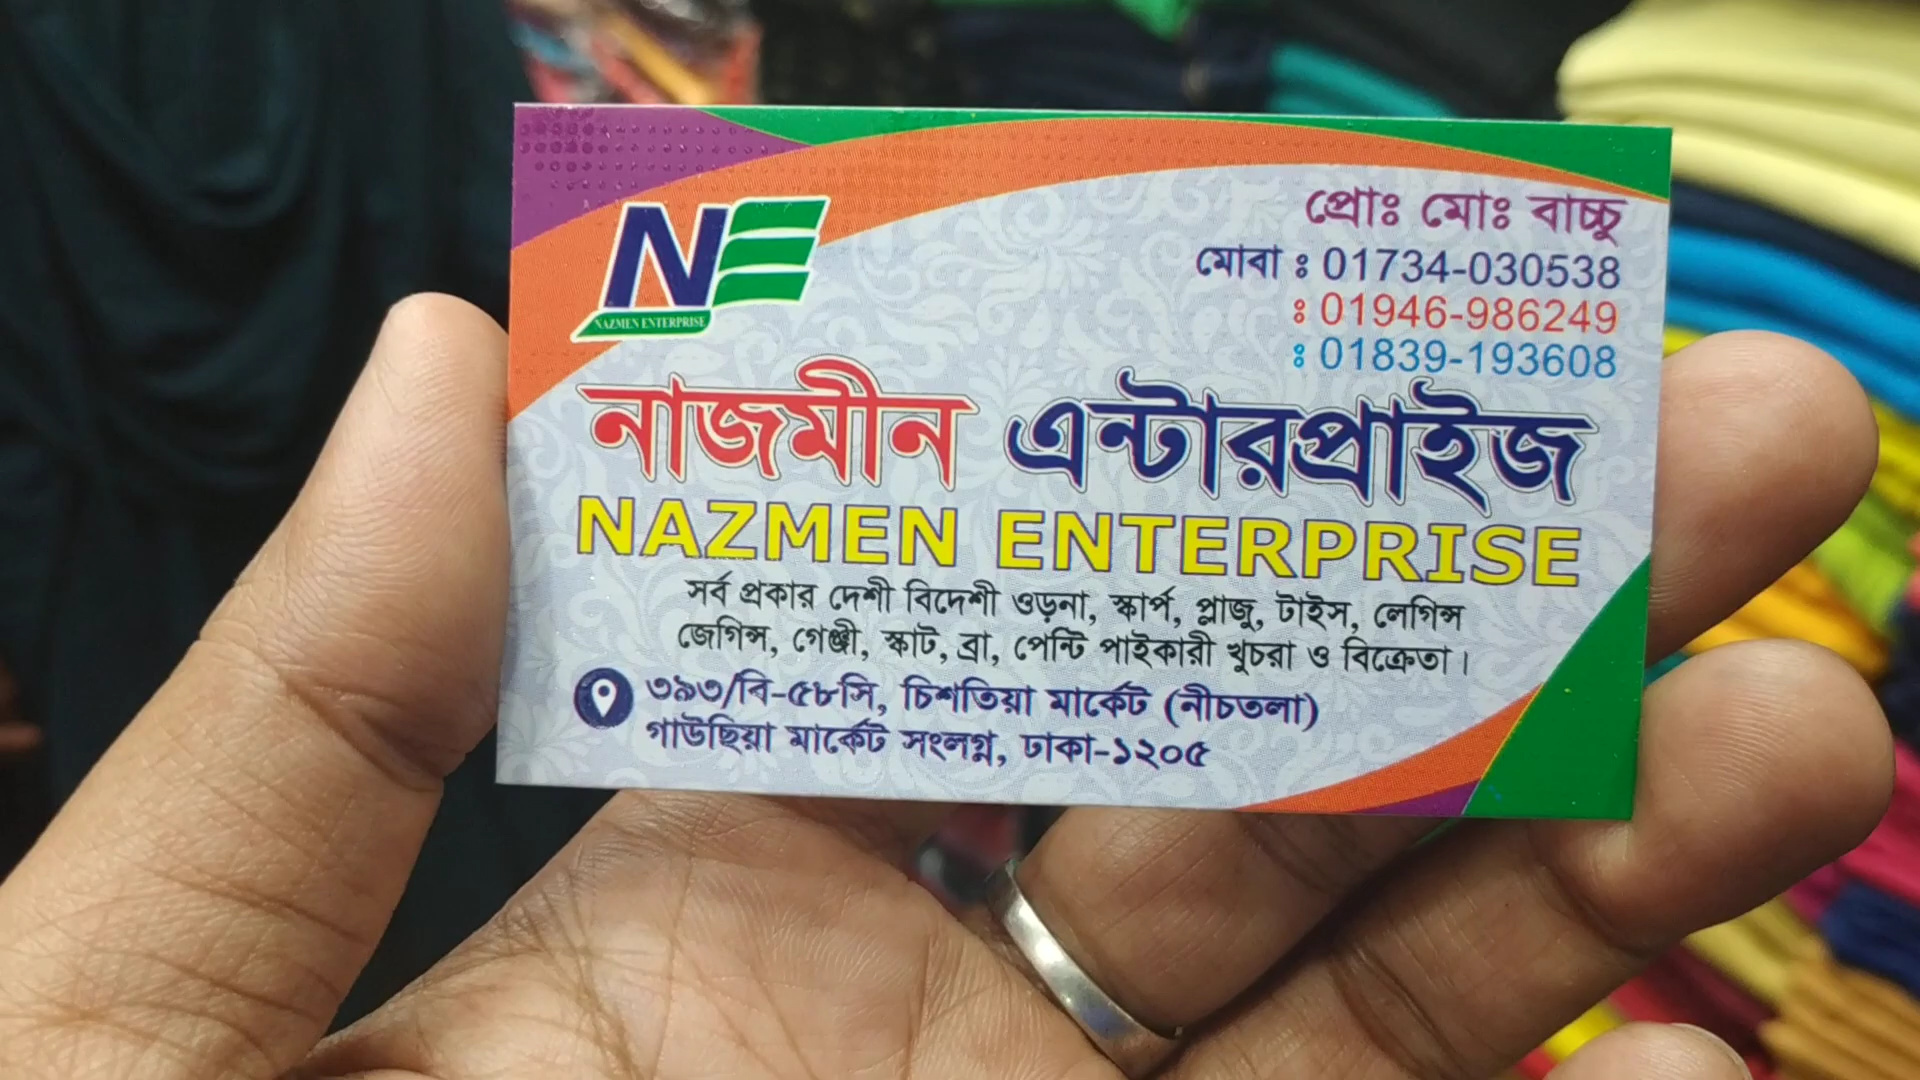 NE
NAZMEN ENTERPRISE
প্রোঃ মোঃ বাচ্চু
মোবা : 01734-030538
: 01946-986249
: 01839-193608
নাজমীন এন্টারপ্রাইজ
NAZMEN ENTERPRISE
সর্ব প্রকার দেশী বিদেশী ওড়না, স্কার্প, প্লাজু, টাইস, লেগিন্স
জেগিন্স, গেঞ্জী, স্কাট, ব্রা, পেন্টি পাইকারী খুচরা ও বিক্রেতা।
৩৯৩/বি-৫৮সি, চিশতিয়া মার্কেট (নীচতলা)
গাউছিয়া মার্কেট সংলগ্ন, ঢাকা-১২০৫